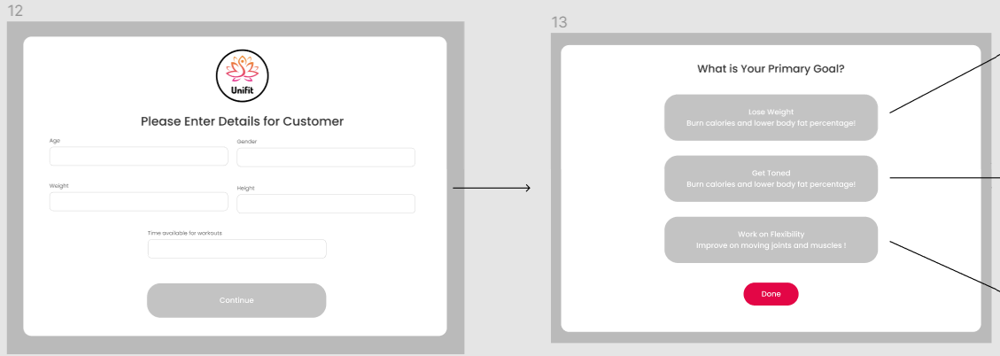 12
Unifit
Please Enter Details for Customer
Age
Gender
Weight
Height
Time available for workouts
Continue
13
What is Your Primary Goal?
Lose Weight
Burn calories and lower body fat percentage!
Get Toned
Burn calories and lower body fat percentage!
Work on Flexibility
Improve on moving joints and muscles !
Done